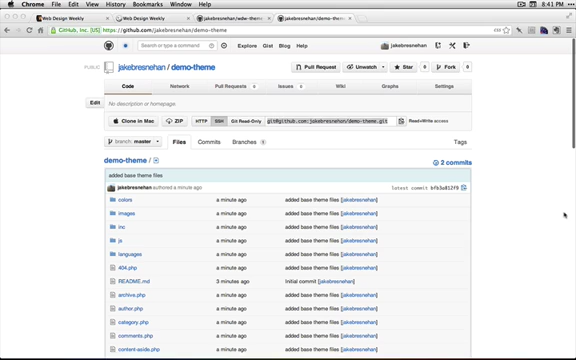 Chrome File Edit View History Bookmarks Window Help 8:41 PM
Web Design Weekly Web Design Weekly jakebresnehan/wdw-theme jakebresnehan/demo-theme
GitHub, Inc. [US] https://github.com/jakebresnehan/demo-theme
Search or type a command Explore Gist Blog Help jakebresnehan
PUBLIC jakebresnehan / demo-theme Pull Request Unwatch Star 0 Fork 0
Code Network Pull Requests 0 Issues 0 Wiki Graphs Settings
No description or homepage. Edit
Clone in Mac ZIP HTTP SSH Git Read-Only git@github.com:jakebresnehan/demo-theme.git Read+Write access
branch: master Files Commits Branches 1 Tags
demo-theme / 2 commits
added base theme files
jakebresnehan authored a minute ago latest commit bfb3a812f9
colors a minute ago added base theme files [jakebresnehan]
images a minute ago added base theme files [jakebresnehan]
inc a minute ago added base theme files [jakebresnehan]
js a minute ago added base theme files [jakebresnehan]
languages a minute ago added base theme files [jakebresnehan]
404.php a minute ago added base theme files [jakebresnehan]
README.md 3 minutes ago Initial commit [jakebresnehan]
archive.php a minute ago added base theme files [jakebresnehan]
author.php a minute ago added base theme files [jakebresnehan]
category.php a minute ago added base theme files [jakebresnehan]
comments.php a minute ago added base theme files [jakebresnehan]
content-aside.php a minute ago added base theme files [jakebresnehan]